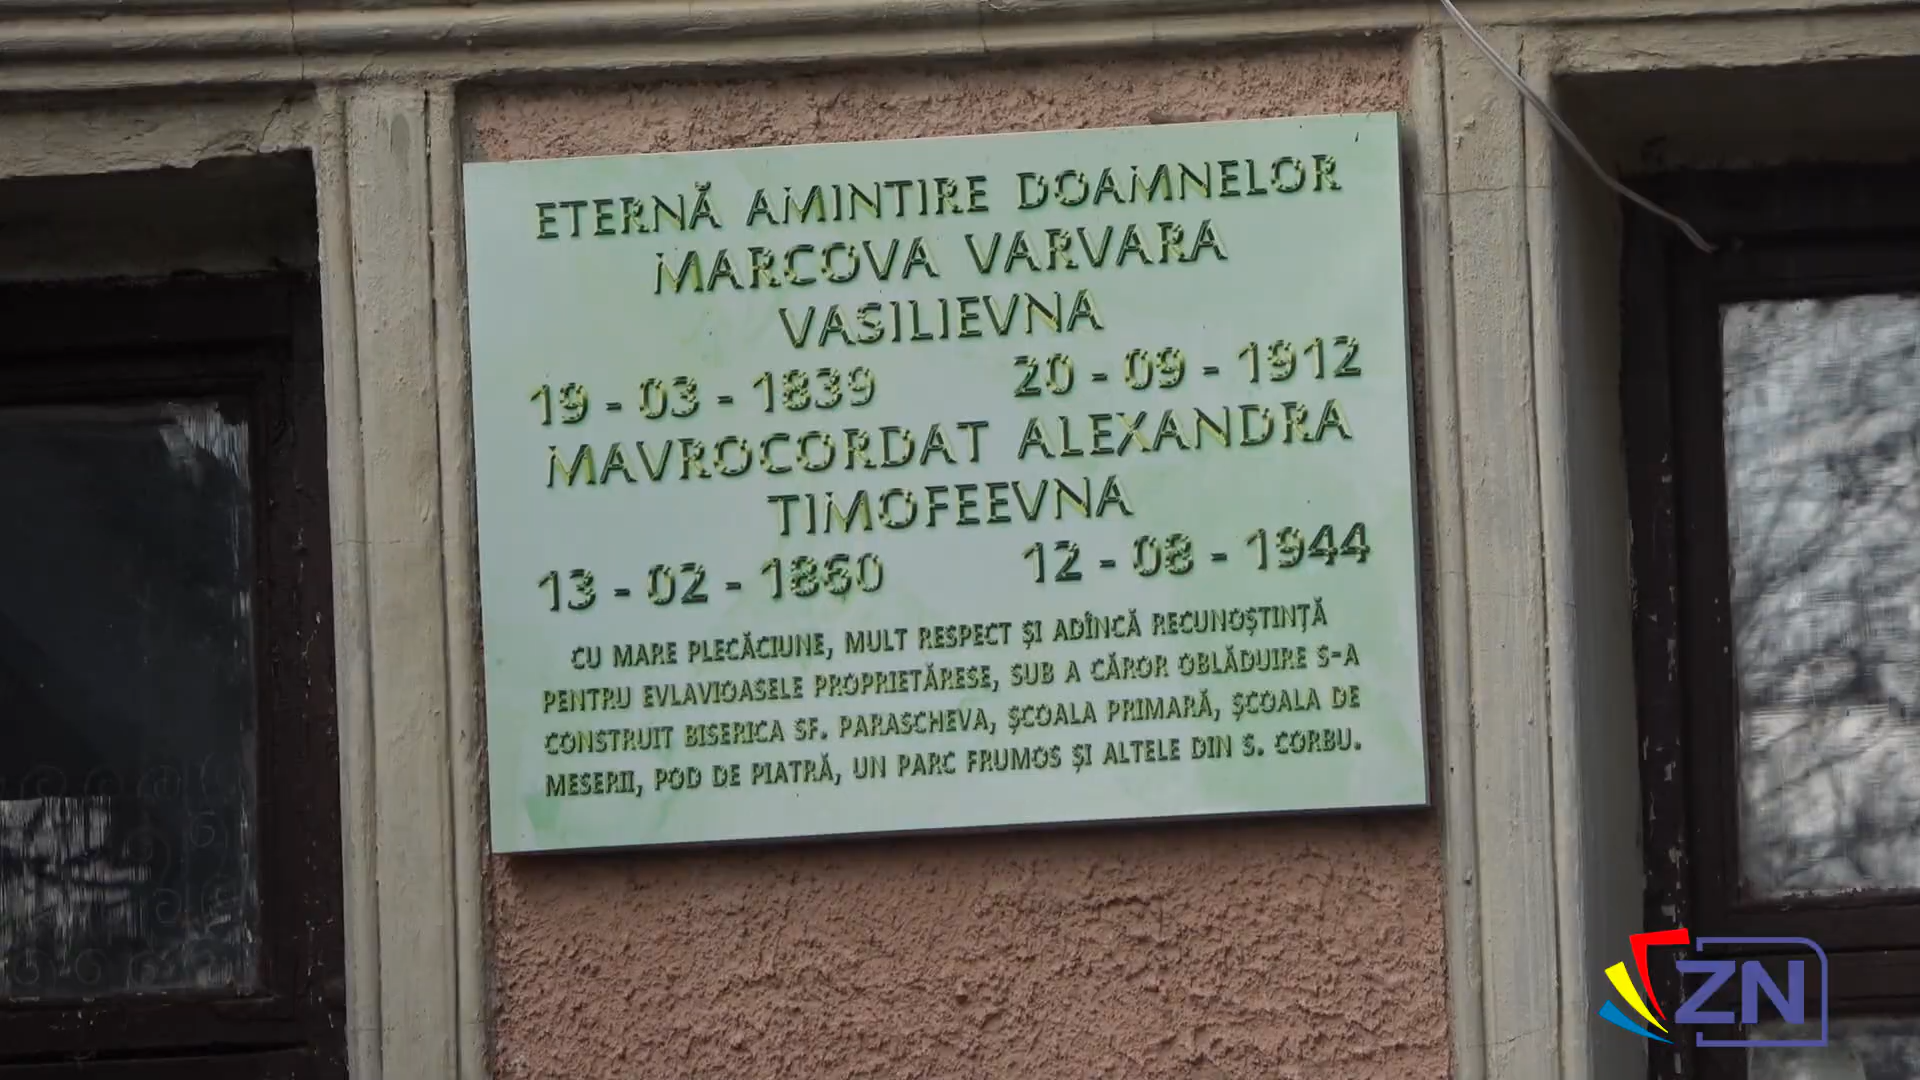 ETERNĂ AMINTIRE DOAMNELOR
MARCOVA VARVARA
VASILIEVNA
19 - 03 - 1839 20 - 09 - 1912
MAVROCORDAT ALEXANDRA
TIMOFEEVNA
13 - 02 - 1860 12 - 08 - 1944
CU MARE PLECĂCIUNE, MULT RESPECT ȘI ADÎNCĂ RECUNOȘTINȚĂ
PENTRU EVLAVIOASELE PROPRIETĂRESE, SUB A CĂROR OBLĂDUIRE S-A
CONSTRUIT BISERICA SF. PARASCHEVA, ȘCOALA PRIMARĂ, ȘCOALA DE
MESERII, POD DE PIATRĂ, UN PARC FRUMOS ȘI ALTELE DIN S. CORBU.
ZN